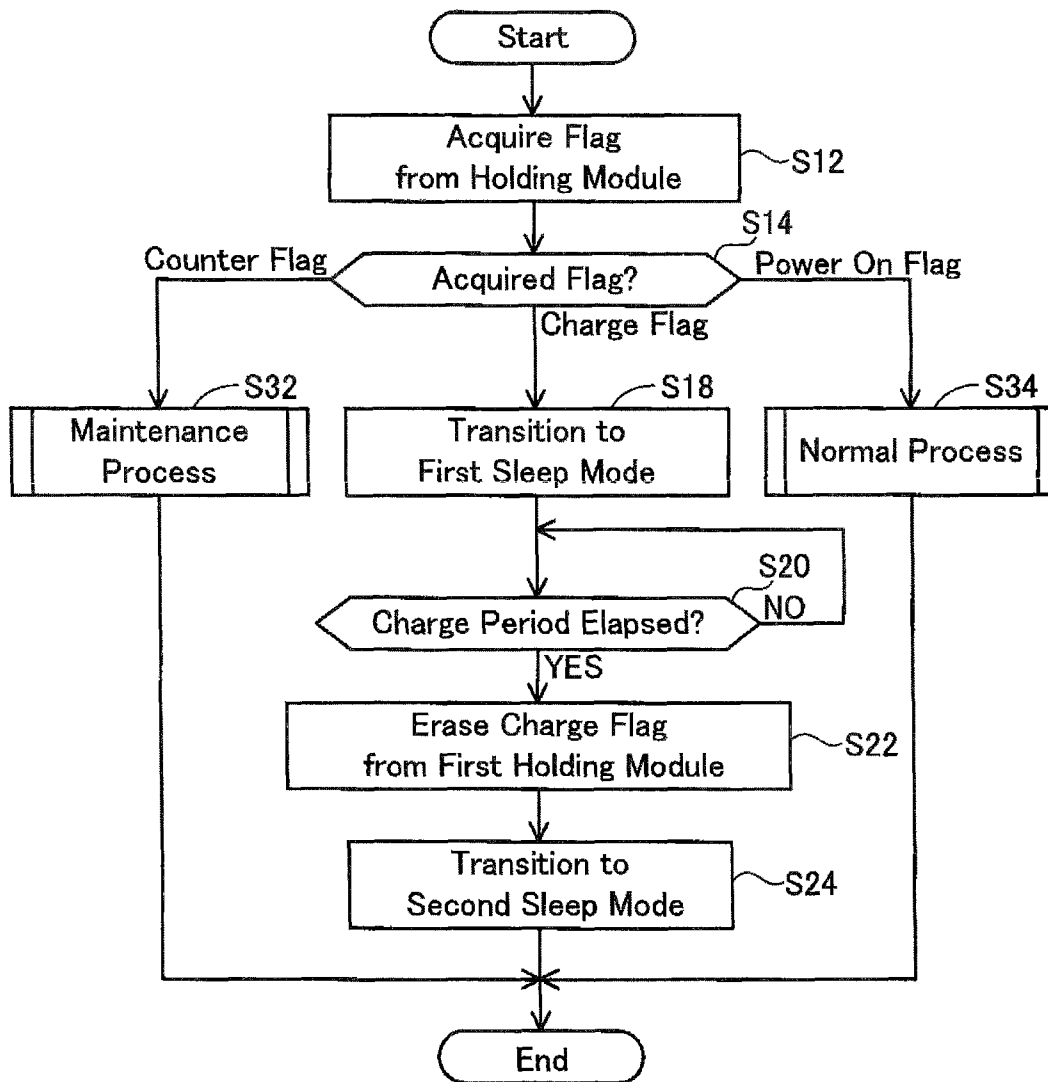 Start
Acquire Flag
from Holding Module
S12
S14
Counter Flag
Acquired Flag?
Power On Flag
Charge Flag
S32
S18
S34
Maintenance
Process
Transition to
First Sleep Mode
Normal Process
S20
Charge Period Elapsed?
NO
YES
Erase Charge Flag
from First Holding Module
S22
Transition to
Second Sleep Mode
S24
End